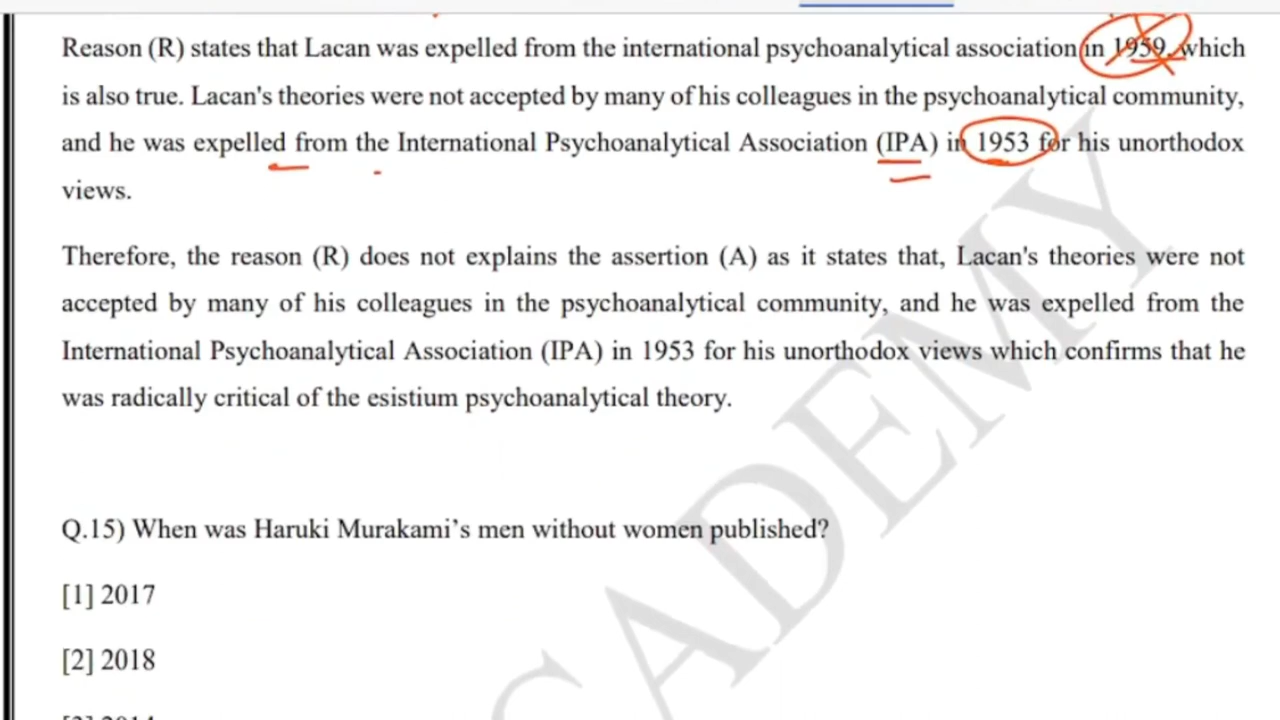 Reason (R) states that Lacan was expelled from the international psychoanalytical association in 1959, which
is also true. Lacan's theories were not accepted by many of his colleagues in the psychoanalytical community,
and he was expelled from the International Psychoanalytical Association (IPA) in 1953 for his unorthodox
views.
Therefore, the reason (R) does not explains the assertion (A) as it states that, Lacan's theories were not
accepted by many of his colleagues in the psychoanalytical community, and he was expelled from the
International Psychoanalytical Association (IPA) in 1953 for his unorthodox views which confirms that he
was radically critical of the esistium psychoanalytical theory.
Q.15) When was Haruki Murakami’s men without women published?
[1] 2017
[2] 2018
[3] 2014
CADEMY